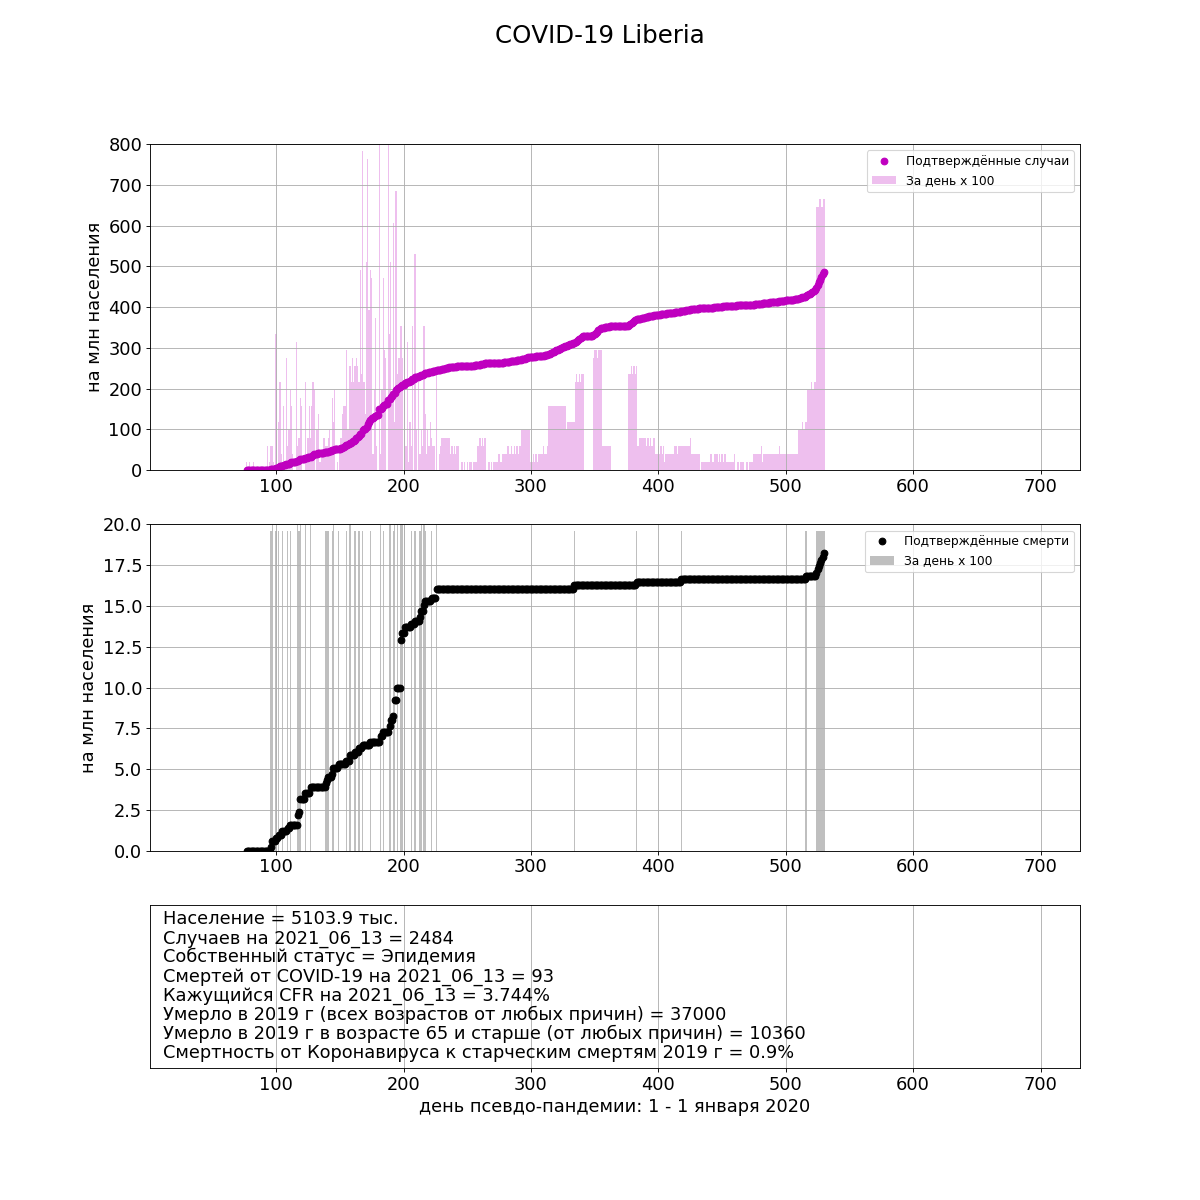 COVID-19 Liberia
800
700
600
500
400
300
200
100
0
на млн населения
Подтверждённые случаи
За день x 100
100 200 300 400 500 600 700
20.0
17.5
15.0
12.5
10.0
7.5
5.0
2.5
0.0
на млн населения
Подтверждённые смерти
За день x 100
100 200 300 400 500 600 700
Население = 5103.9 тыс.
Случаев на 2021_06_13 = 2484
Собственный статус = Эпидемия
Смертей от COVID-19 на 2021_06_13 = 93
Кажущийся CFR на 2021_06_13 = 3.744%
Умерло в 2019 г (всех возрастов от любых причин) = 37000
Умерло в 2019 г в возрасте 65 и старше (от любых причин) = 10360
Смертность от Коронавируса к старческим смертям 2019 г = 0.9%
100 200 300 400 500 600 700
день псевдо-пандемии: 1 - 1 января 2020